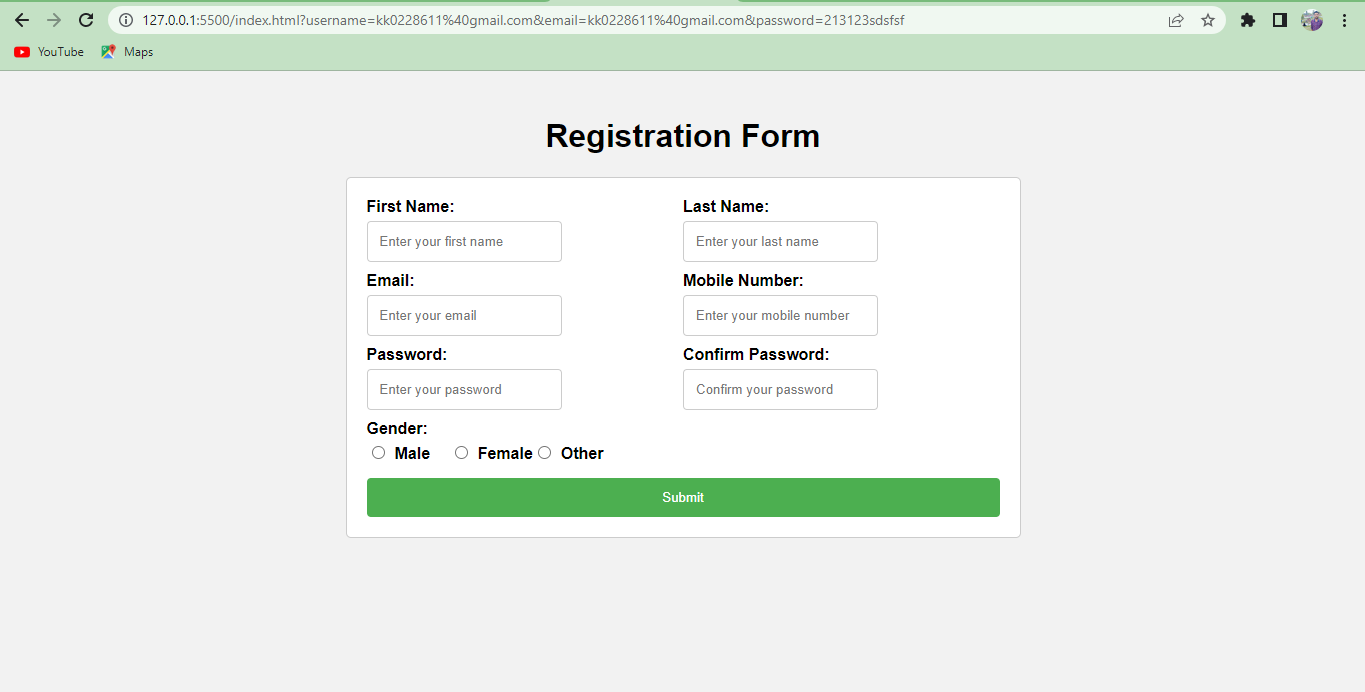 127.0.0.1:5500/index.html?username=kk0228611%40gmail.com&email=kk0228611%40gmail.com&password=213123sdsfsf
YouTube Maps
Registration Form
First Name: Last Name:
Enter your first name Enter your last name
Email: Mobile Number:
Enter your email Enter your mobile number
Password: Confirm Password:
Enter your password Confirm your password
Gender:
Male Female Other
Submit